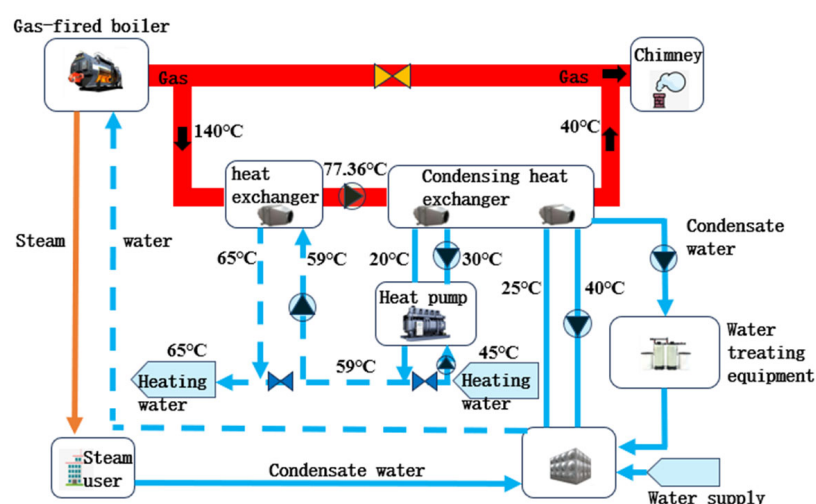 Gas-fired boiler
Gas
Gas
Chimney
140℃
40℃
heat
exchanger
77.36℃
Condensing heat
exchanger
Steam
water
65℃
59℃
20℃
30℃
25℃
40℃
Condensate
water
Heat pump
65℃
Heating
water
59℃
45℃
Heating
water
Water
treating
equipment
Steam
user
Condensate water
Water supply